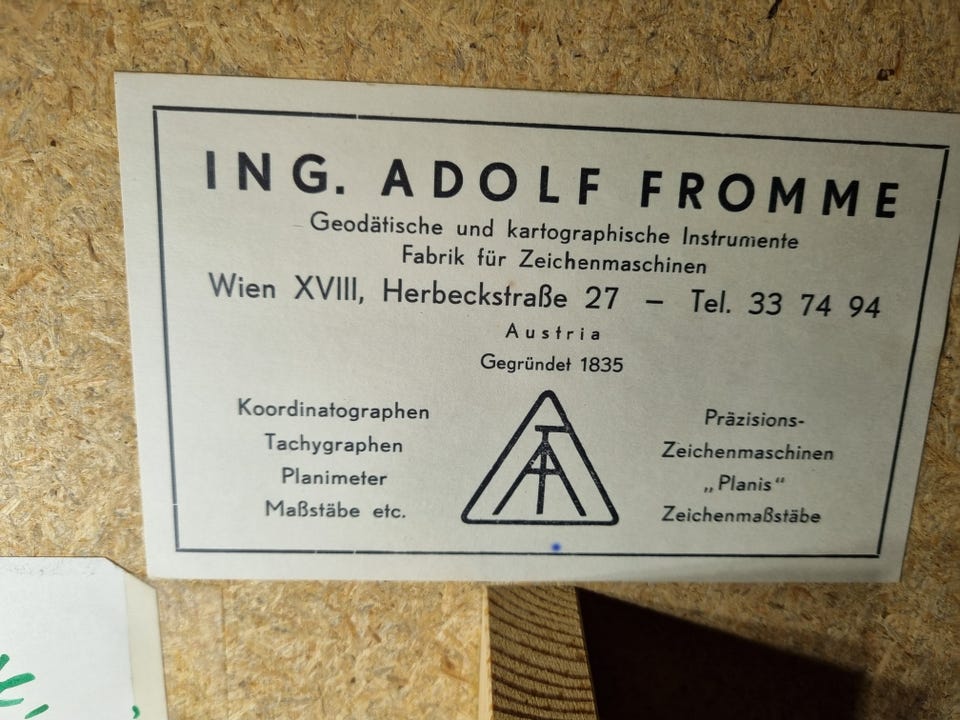 ING. ADOLF FROMME
Geodätische und kartographische Instrumente
Fabrik für Zeichenmaschinen
Wien XVIII, Herbeckstraße 27 – Tel. 33 74 94
Austria
Gegründet 1835
Koordinatographen
Tachygraphen
Planimeter
Maßstäbe etc.
Präzisions-
Zeichenmaschinen
„Planis“
Zeichenmaßstäbe